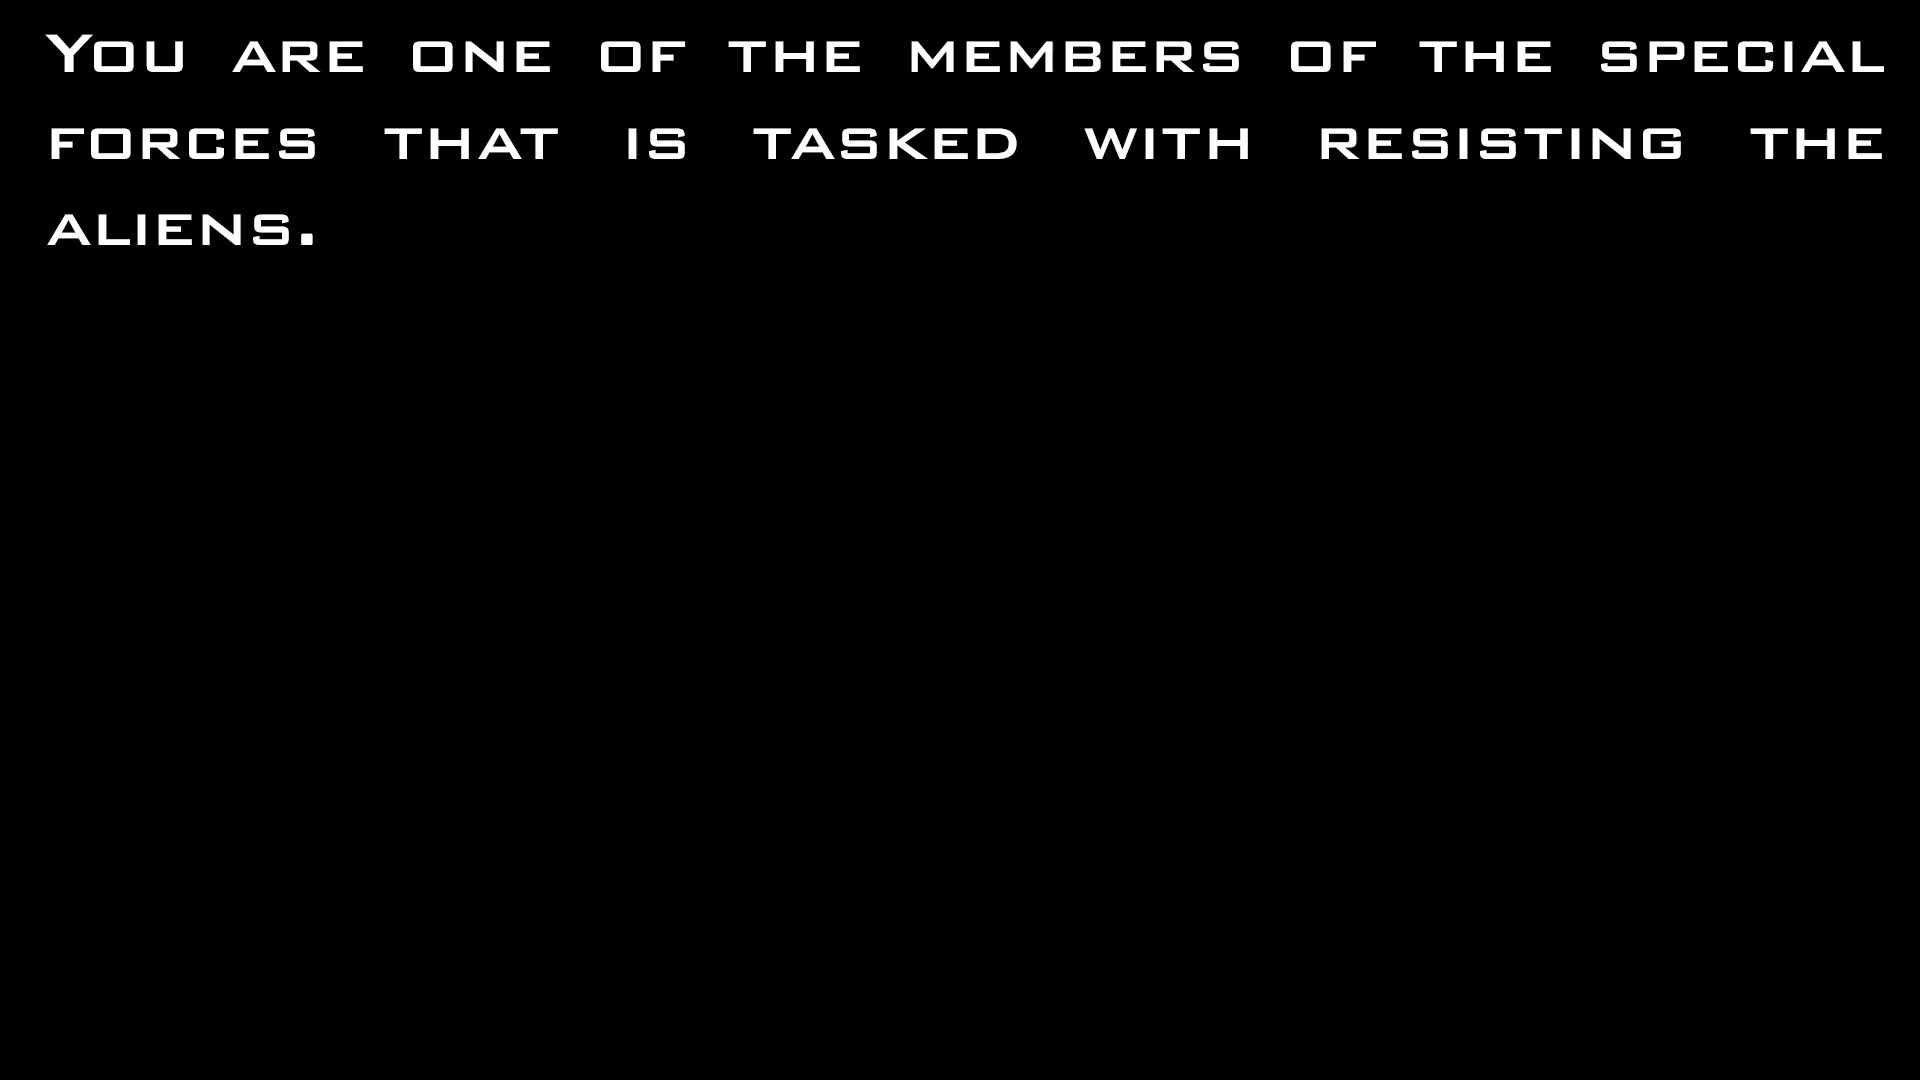 You are one of the members of the special
forces that is tasked with resisting the
aliens.